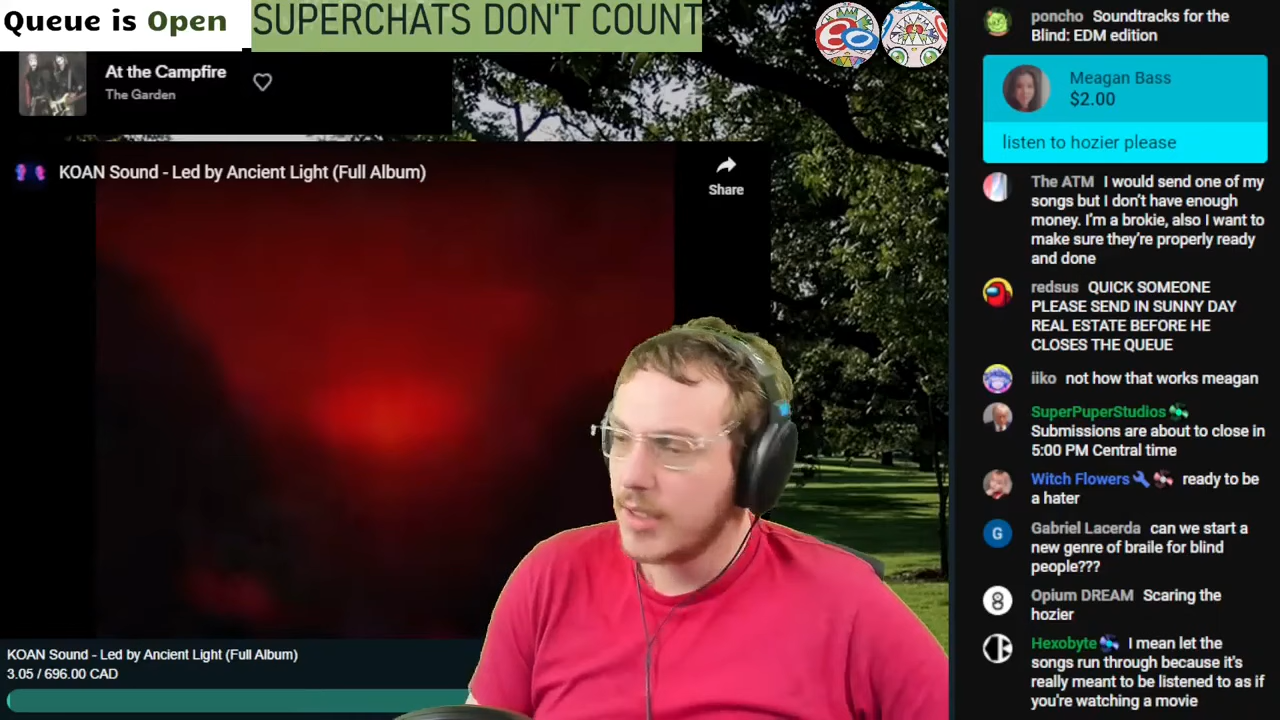 Queue is Open
SUPERCHATS DON'T COUNT
At the Campfire
The Garden
KOAN Sound - Led by Ancient Light (Full Album)
Share
KOAN Sound - Led by Ancient Light (Full Album)
3.05 / 696.00 CAD
poncho Soundtracks for the
Blind: EDM edition
Meagan Bass
$2.00
listen to hozier please
The ATM I would send one of my
songs but I don't have enough
money. I'm a brokie, also I want to
make sure they're properly ready
and done
redsus QUICK SOMEONE
PLEASE SEND IN SUNNY DAY
REAL ESTATE BEFORE HE
CLOSES THE QUEUE
iiko not how that works meagan
SuperPuperStudios
Submissions are about to close in
5:00 PM Central time
Witch Flowers ready to be
a hater
G
Gabriel Lacerda can we start a
new genre of braile for blind
people???
Opium DREAM Scaring the
hozier
Hexobyte I mean let the
songs run through because it's
really meant to be listened to as if
you're watching a movie